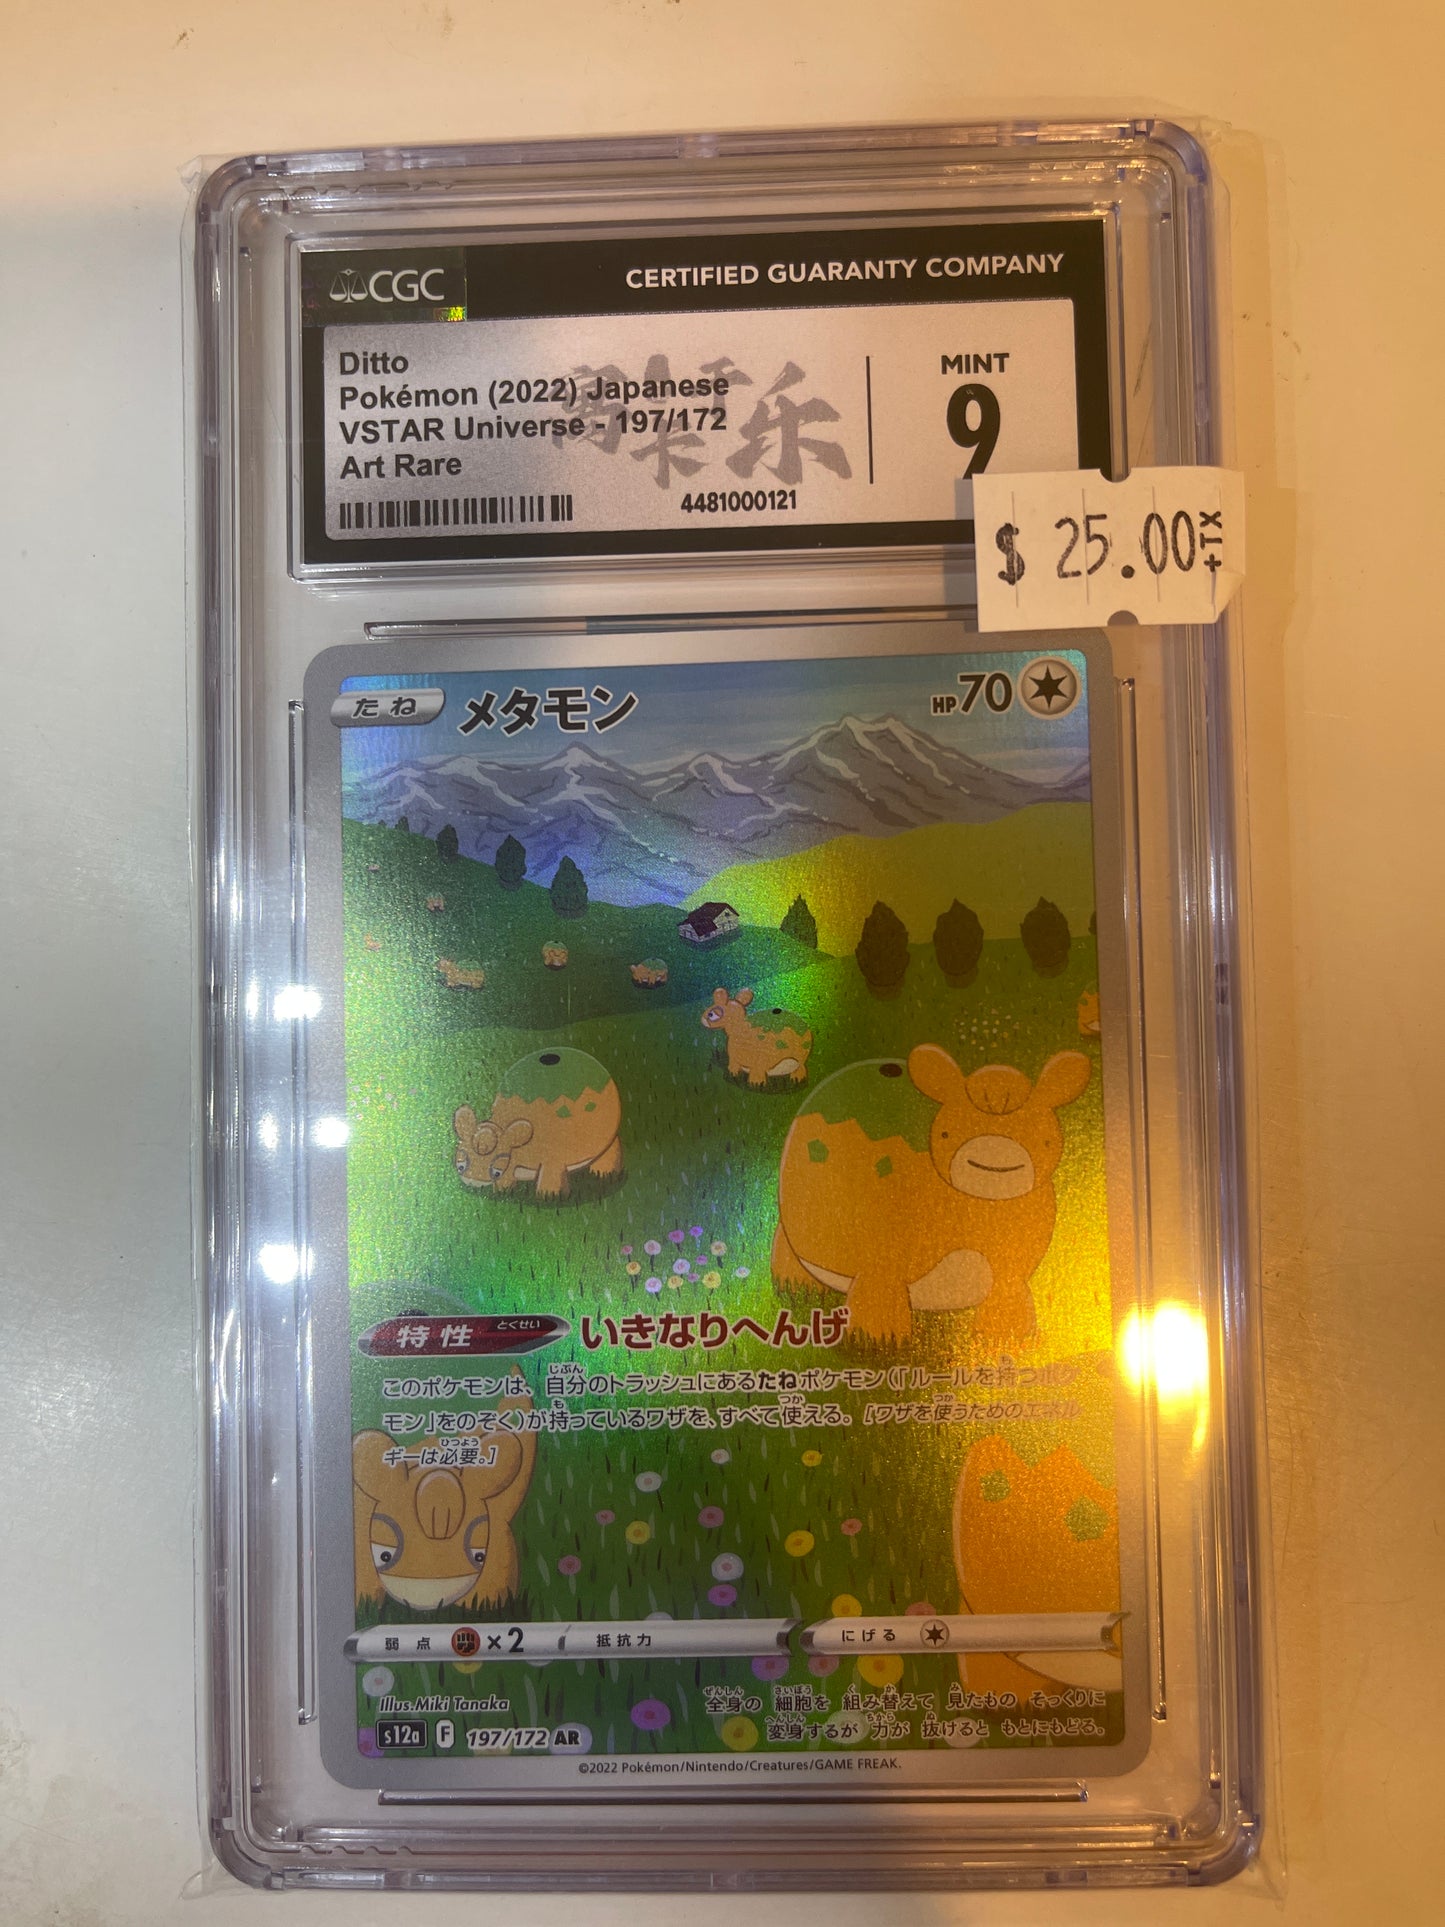 CGC
CERTIFIED GUARANTY COMPANY
Ditto
Pokémon (2022) Japanese
VSTAR Universe - 197/172
Art Rare
4481000121
MINT
9
$ 25.00 +TX
たね
メタモン
HP70
特性
とくせい
いきなりへんげ
じぶん
このポケモンは、自分のトラッシュにあるたねポケモン(「ルールを持つポケ
も つか つか
モン」をのぞく)が持っているワザを、すべて使える。[ワザを使うためのエネル
ひつよう
ギーは必要。]
弱点 ×2 抵抗力 にげる
Illus. Miki Tanaka
ぜんしん さいぼう く か み
全身の 細胞を 組み替えて 見たもの そっくりに
へんしん ちから ぬ
変身するが 力が 抜けると もとにもどる。
s12a F 197/172 AR
©2022 Pokémon/Nintendo/Creatures/GAME FREAK.